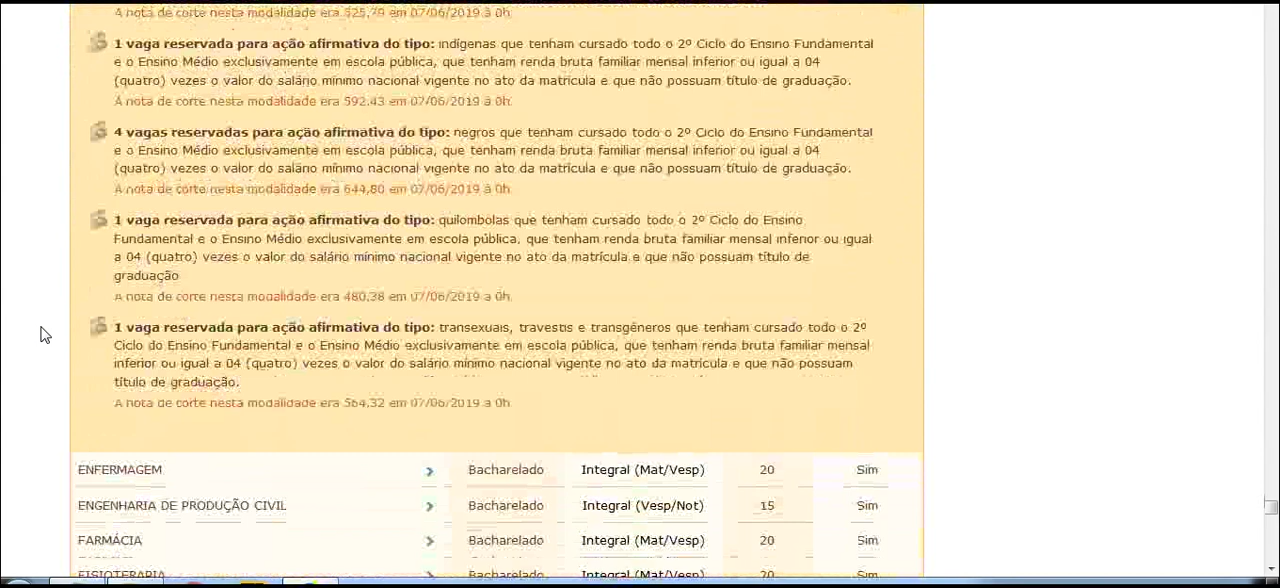 A nota de corte nesta modalidade era 525,79 em 07/06/2019 à 0h.
1 vaga reservada para ação afirmativa do tipo: indígenas que tenham cursado todo o 2º Ciclo do Ensino Fundamental
e o Ensino Médio exclusivamente em escola pública, que tenham renda bruta familiar mensal inferior ou igual a 04
(quatro) vezes o valor do salário mínimo nacional vigente no ato da matrícula e que não possuam título de graduação.
A nota de corte nesta modalidade era 592,43 em 07/06/2019 à 0h.
4 vagas reservadas para ação afirmativa do tipo: negros que tenham cursado todo o 2º Ciclo do Ensino Fundamental
e o Ensino Médio exclusivamente em escola pública, que tenham renda bruta familiar mensal inferior ou igual a 04
(quatro) vezes o valor do salário mínimo nacional vigente no ato da matrícula e que não possuam título de graduação.
A nota de corte nesta modalidade era 644,80 em 07/06/2019 à 0h.
1 vaga reservada para ação afirmativa do tipo: quilombolas que tenham cursado todo o 2º Ciclo do Ensino
Fundamental e o Ensino Médio exclusivamente em escola pública, que tenham renda bruta familiar mensal inferior ou igual
a 04 (quatro) vezes o valor do salário mínimo nacional vigente no ato da matrícula e que não possuam título de
graduação
A nota de corte nesta modalidade era 480,38 em 07/06/2019 à 0h.
1 vaga reservada para ação afirmativa do tipo: transexuais, travestis e transgêneros que tenham cursado todo o 2º
Ciclo do Ensino Fundamental e o Ensino Médio exclusivamente em escola pública, que tenham renda bruta familiar mensal
inferior ou igual a 04 (quatro) vezes o valor do salário mínimo nacional vigente no ato da matrícula e que não possuam
título de graduação.
A nota de corte nesta modalidade era 564,32 em 07/06/2019 à 0h.
ENFERMAGEM Bacharelado Integral (Mat/Vesp) 20 Sim
ENGENHARIA DE PRODUÇÃO CIVIL Bacharelado Integral (Vesp/Not) 15 Sim
FARMÁCIA Bacharelado Integral (Mat/Vesp) 20 Sim
FISIOTERAPIA Bacharelado Integral (Mat/Vesp) 20 Sim